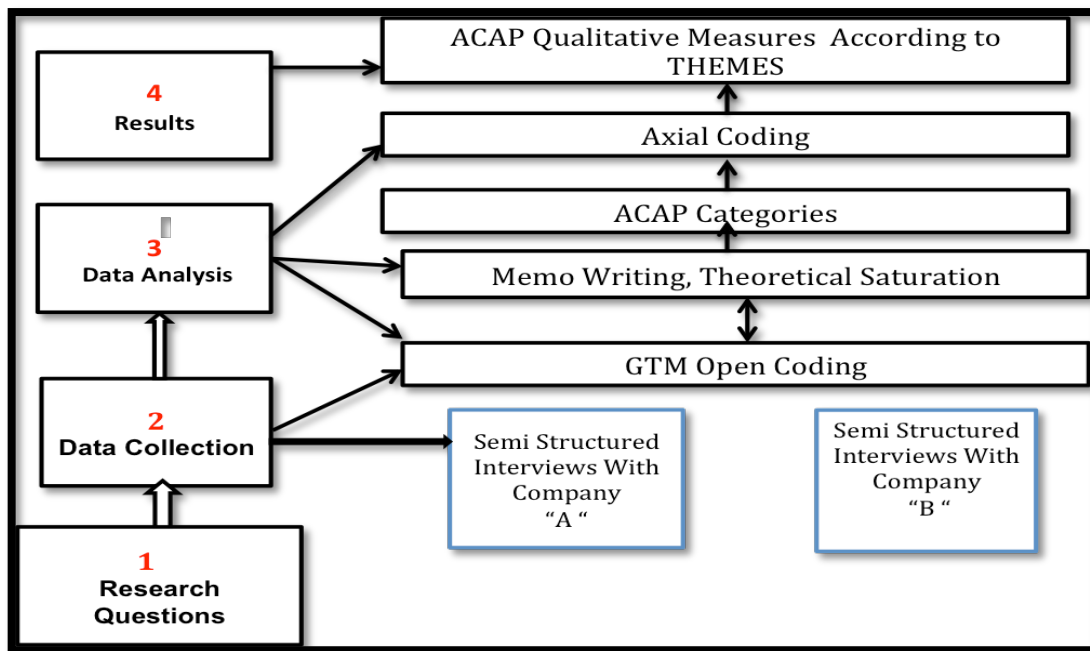 ACAP Qualitative Measures According to
THEMES
4
Results
Axial Coding
ACAP Categories
3
Data Analysis
Memo Writing, Theoretical Saturation
GTM Open Coding
2
Data Collection
Semi Structured
Interviews With
Company
“A “
Semi Structured
Interviews With
Company
“B “
1
Research
Questions